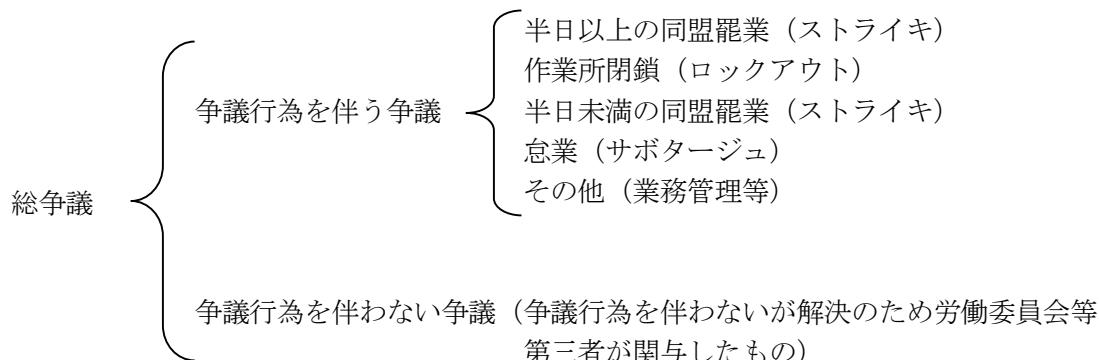 半日以上の同盟罷業（ストライキ）
作業所閉鎖（ロックアウト）
争議行為を伴う争議
半日未満の同盟罷業（ストライキ）
怠業（サボタージュ）
その他（業務管理等）
総争議
争議行為を伴わない争議（争議行為を伴わないが解決のため労働委員会等
第三者が関与したもの）